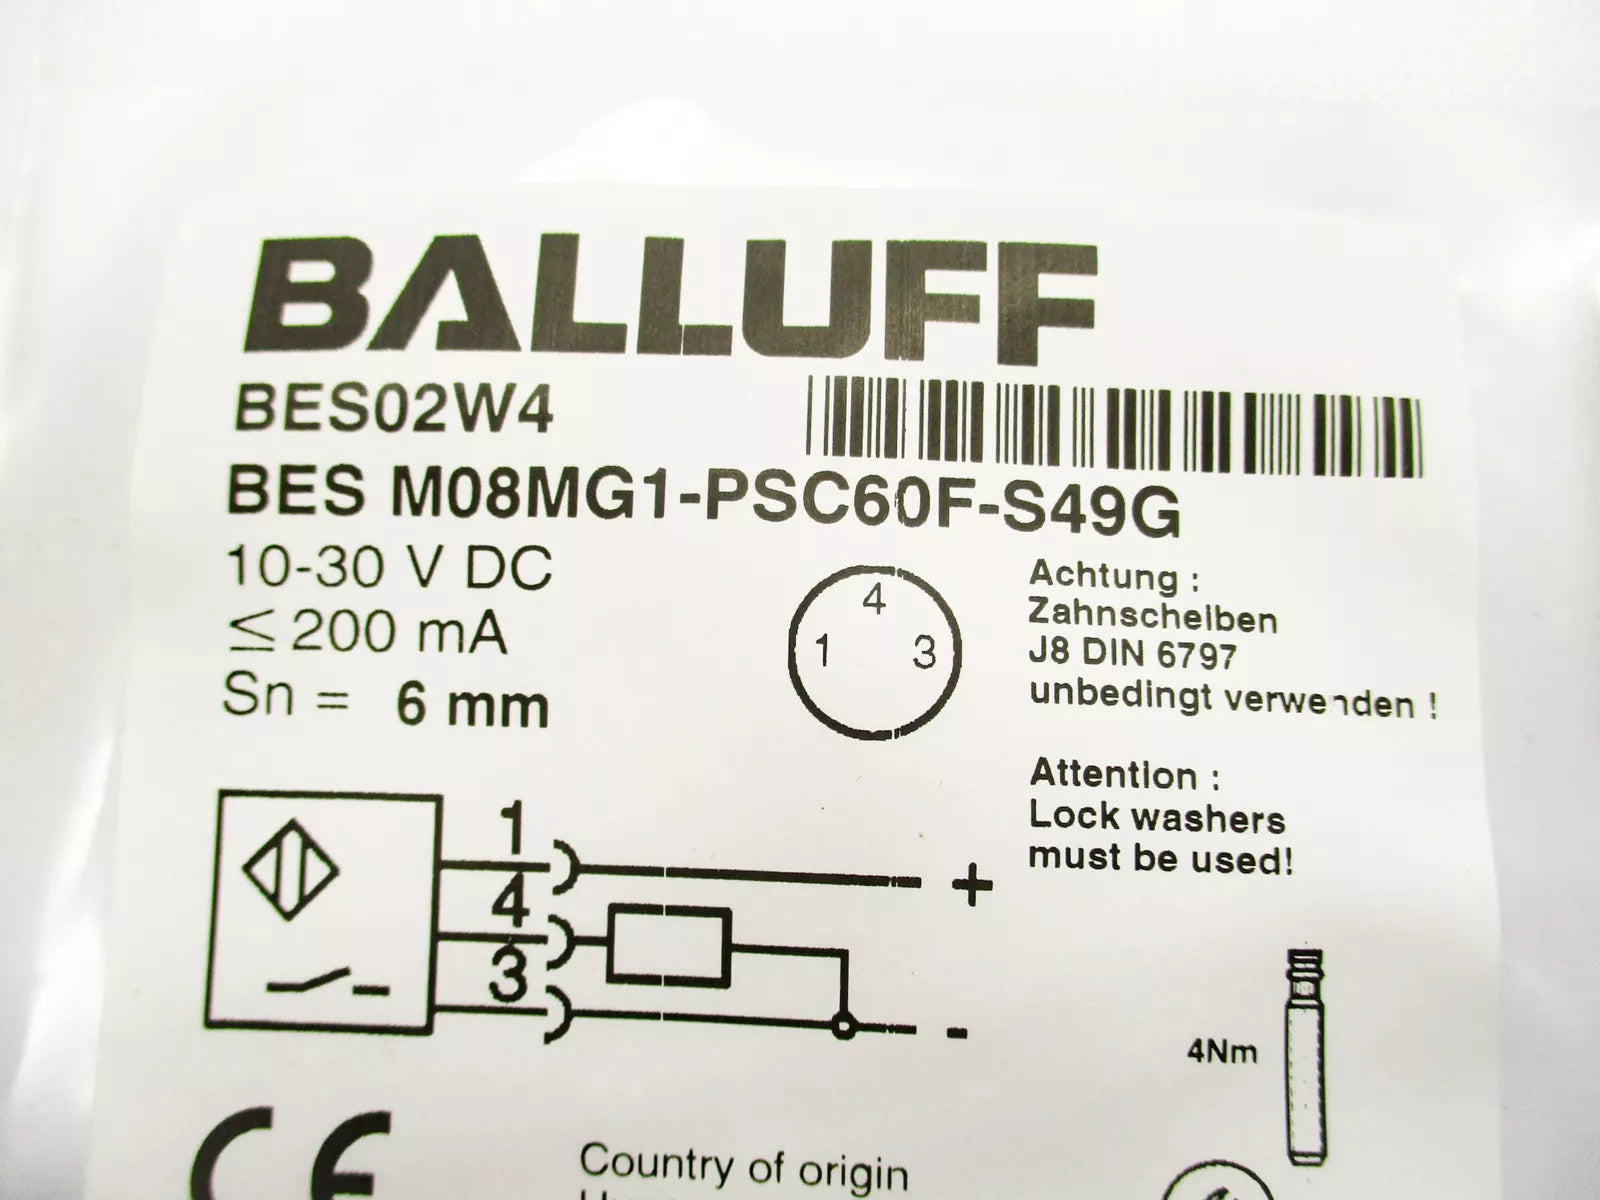 BALLUFF
BES02W4
BES M08MG1-PSC60F-S49G
10-30 V DC
≤ 200 mA
Sn = 6 mm
4
1 3
Achtung :
Zahnscheiben
J8 DIN 6797
unbedingt verwenden !
Attention :
Lock washers
must be used!
1
+
4
3
-
4Nm
CE
Country of origin